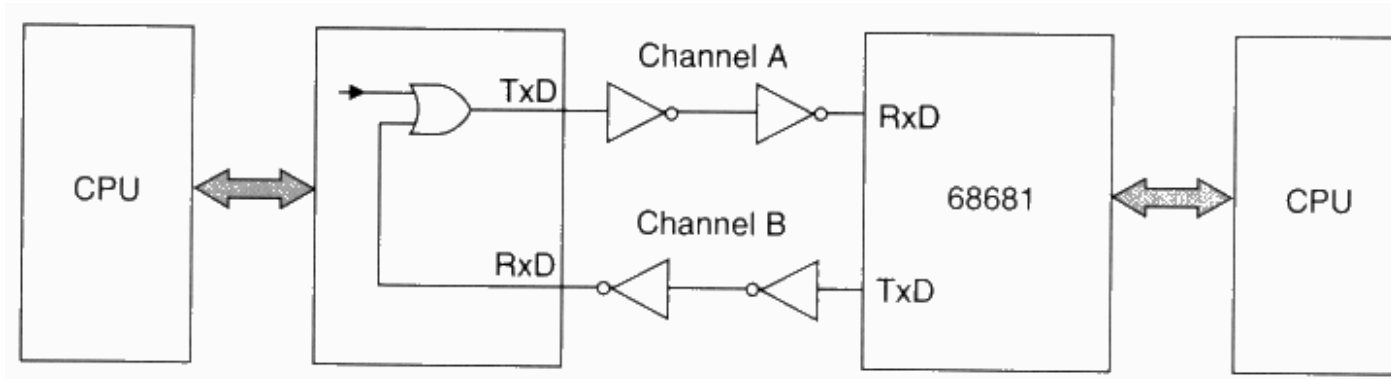 Channel A
TxD
RxD
CPU
68681
CPU
Channel B
RxD
TxD